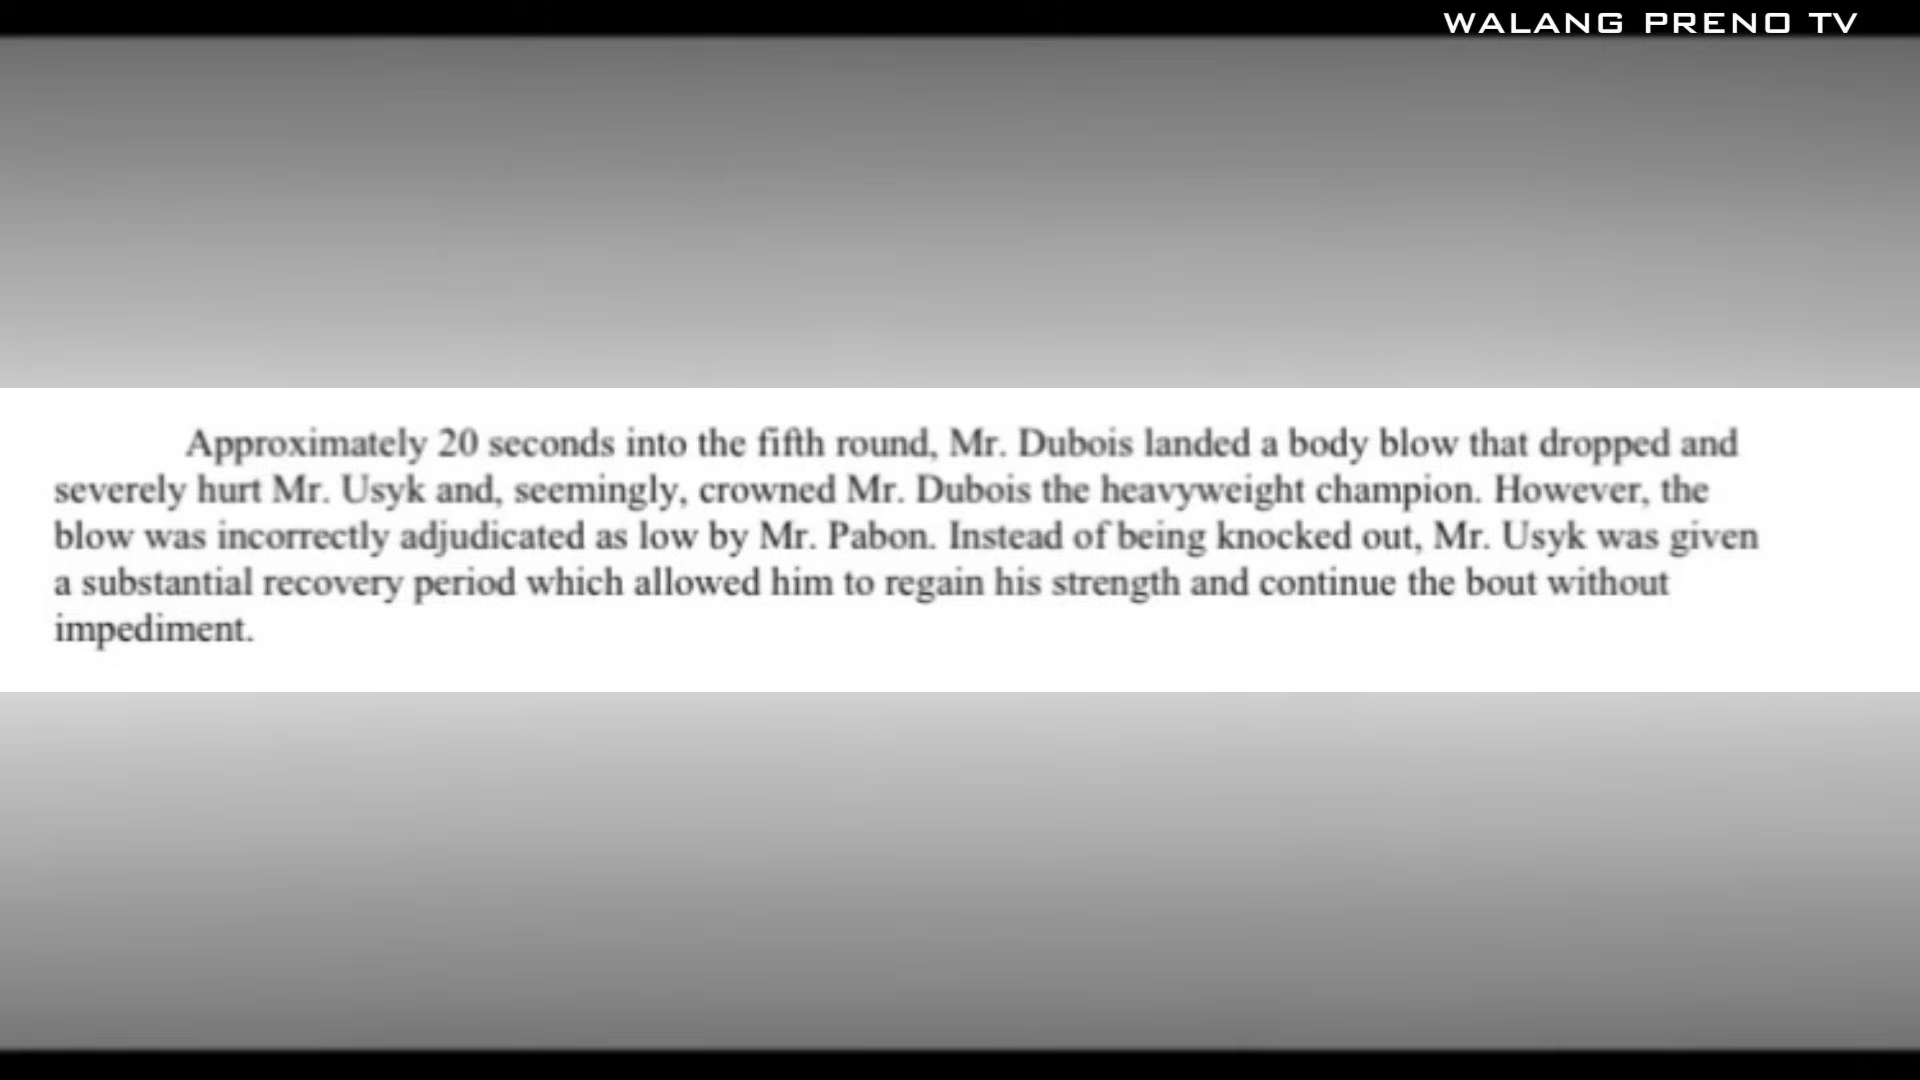 WALANG PRENO TV
Approximately 20 seconds into the fifth round, Mr. Dubois landed a body blow that dropped and
severely hurt Mr. Usyk and, seemingly, crowned Mr. Dubois the heavyweight champion. However, the
blow was incorrectly adjudicated as low by Mr. Pabon. Instead of being knocked out, Mr. Usyk was given
a substantial recovery period which allowed him to regain his strength and continue the bout without
impediment.